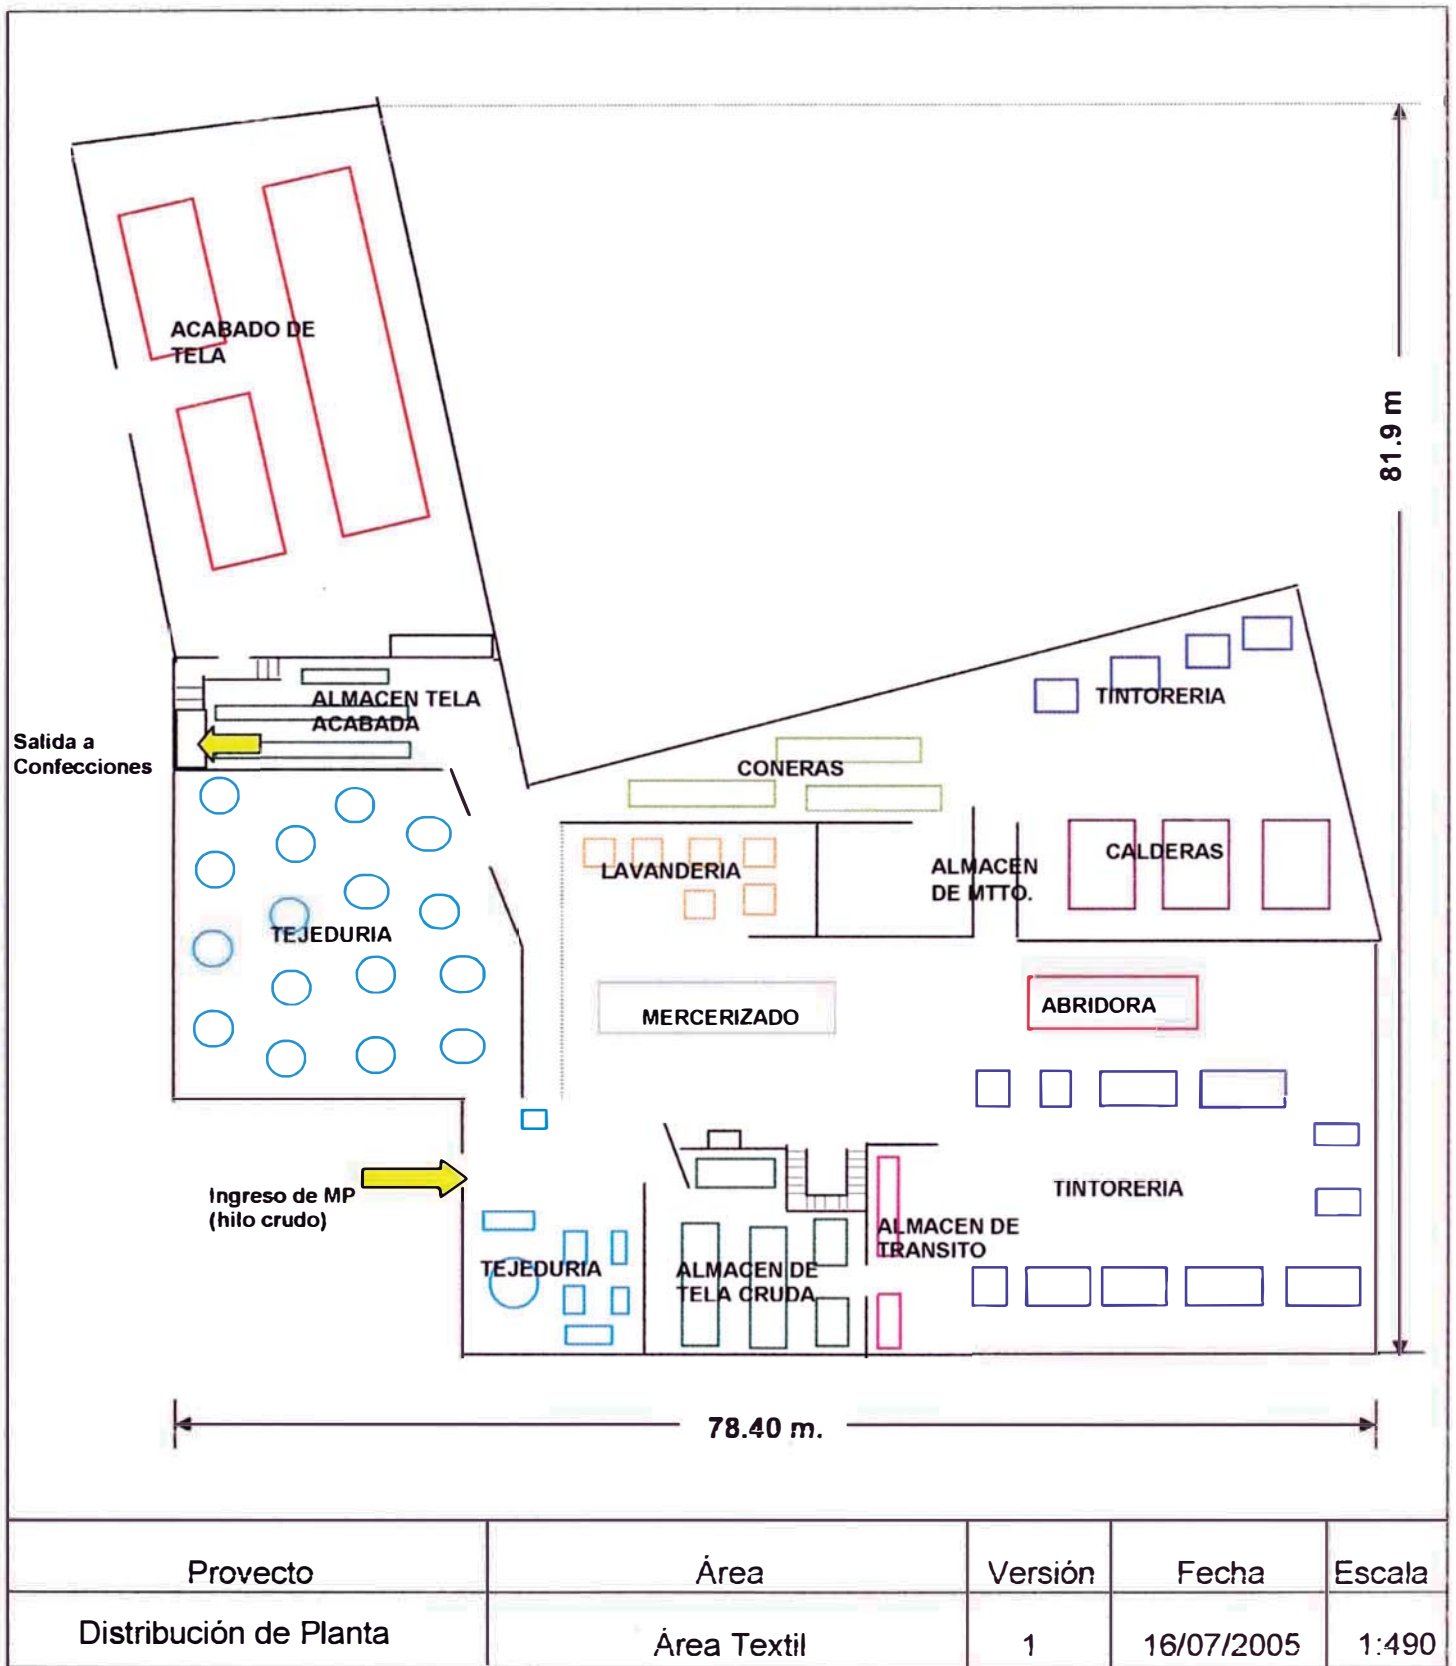 ACABADO DE
TELA
81.9 m
ALMACEN TELA
ACABADA
Salida a
Confecciones
TINTORERIA
CONERAS
LAVANDERIA
ALMACEN
DE MTTO.
CALDERAS
TEJEDURIA
MERCERIZADO
ABRIDORA
Ingreso de MP
(hilo crudo)
TINTORERIA
ALMACEN DE
TRANSITO
TEJEDURIA
ALMACEN DE
TELA CRUDA
78.40 m.
Provecto Área Versión Fecha Escala
Distribución de Planta Área Textil 1 16/07/2005 1:490